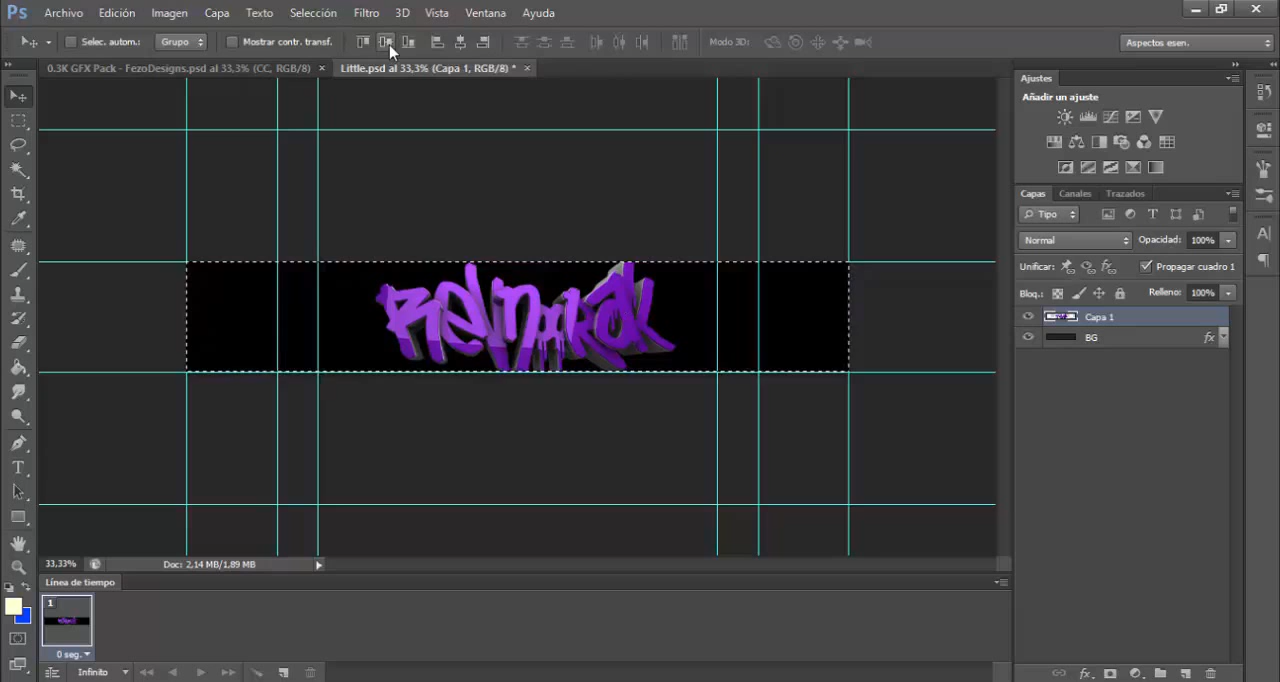 Ps Archivo Edición Imagen Capa Texto Selección Filtro 3D Vista Ventana Ayuda
Selec. autom.: Grupo Mostrar contr. transf. Modo 3D: Aspectos esen.
0.3K GFX Pack - FezoDesigns.psd al 33,3% (CC, RGB/8) × Little.psd al 33,3% (Capa 1, RGB/8) * ×
Ajustes
Añadir un ajuste
Capas Canales Trazados
Tipo
Normal Opacidad: 100%
Unificar: Propagar cuadro 1
Bloq.: Relleno: 100%
Capa 1
BG fx
33,33% Doc: 2,14 MB/1,89 MB
Línea de tiempo
1
0 seg.
Infinito